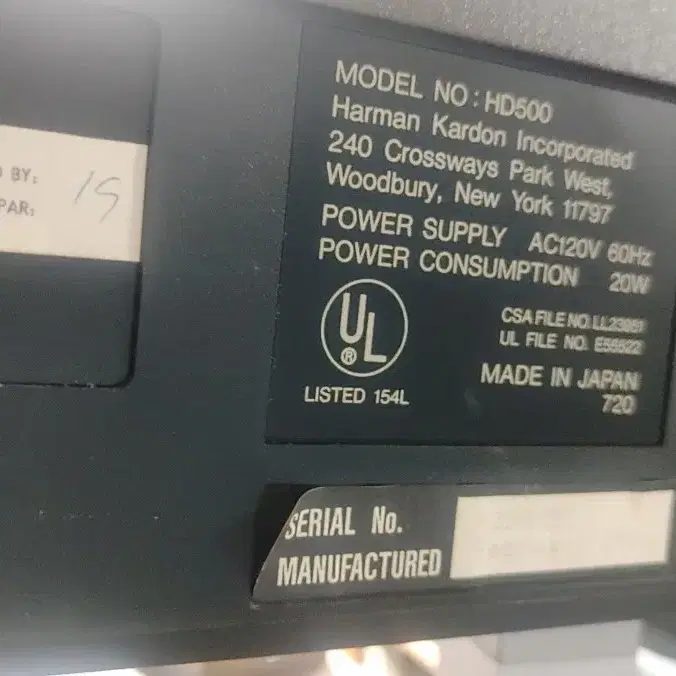 BY:
PAR:
MODEL NO: HD500
Harman Kardon Incorporated
240 Crossways Park West,
Woodbury, New York 11797
POWER SUPPLY AC120V 60Hz
POWER CONSUMPTION 20W
UL
®
LISTED 154L
CSA FILE NO.
UL FILE NO.
MADE IN JAPAN
720
SERIAL No.
MANUFACTURED